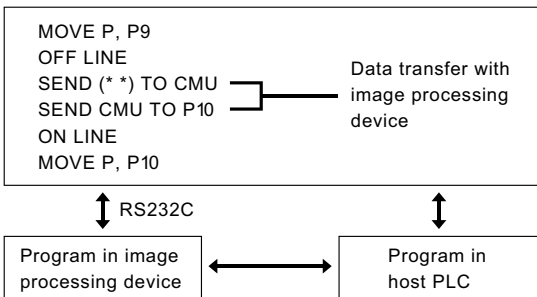 MOVE P, P9
OFF LINE
SEND (* *) TO CMU
SEND CMU TO P10
ON LINE
MOVE P, P10
Data transfer with
image processing
device
RS232C
Program in image
processing device
Program in
host PLC